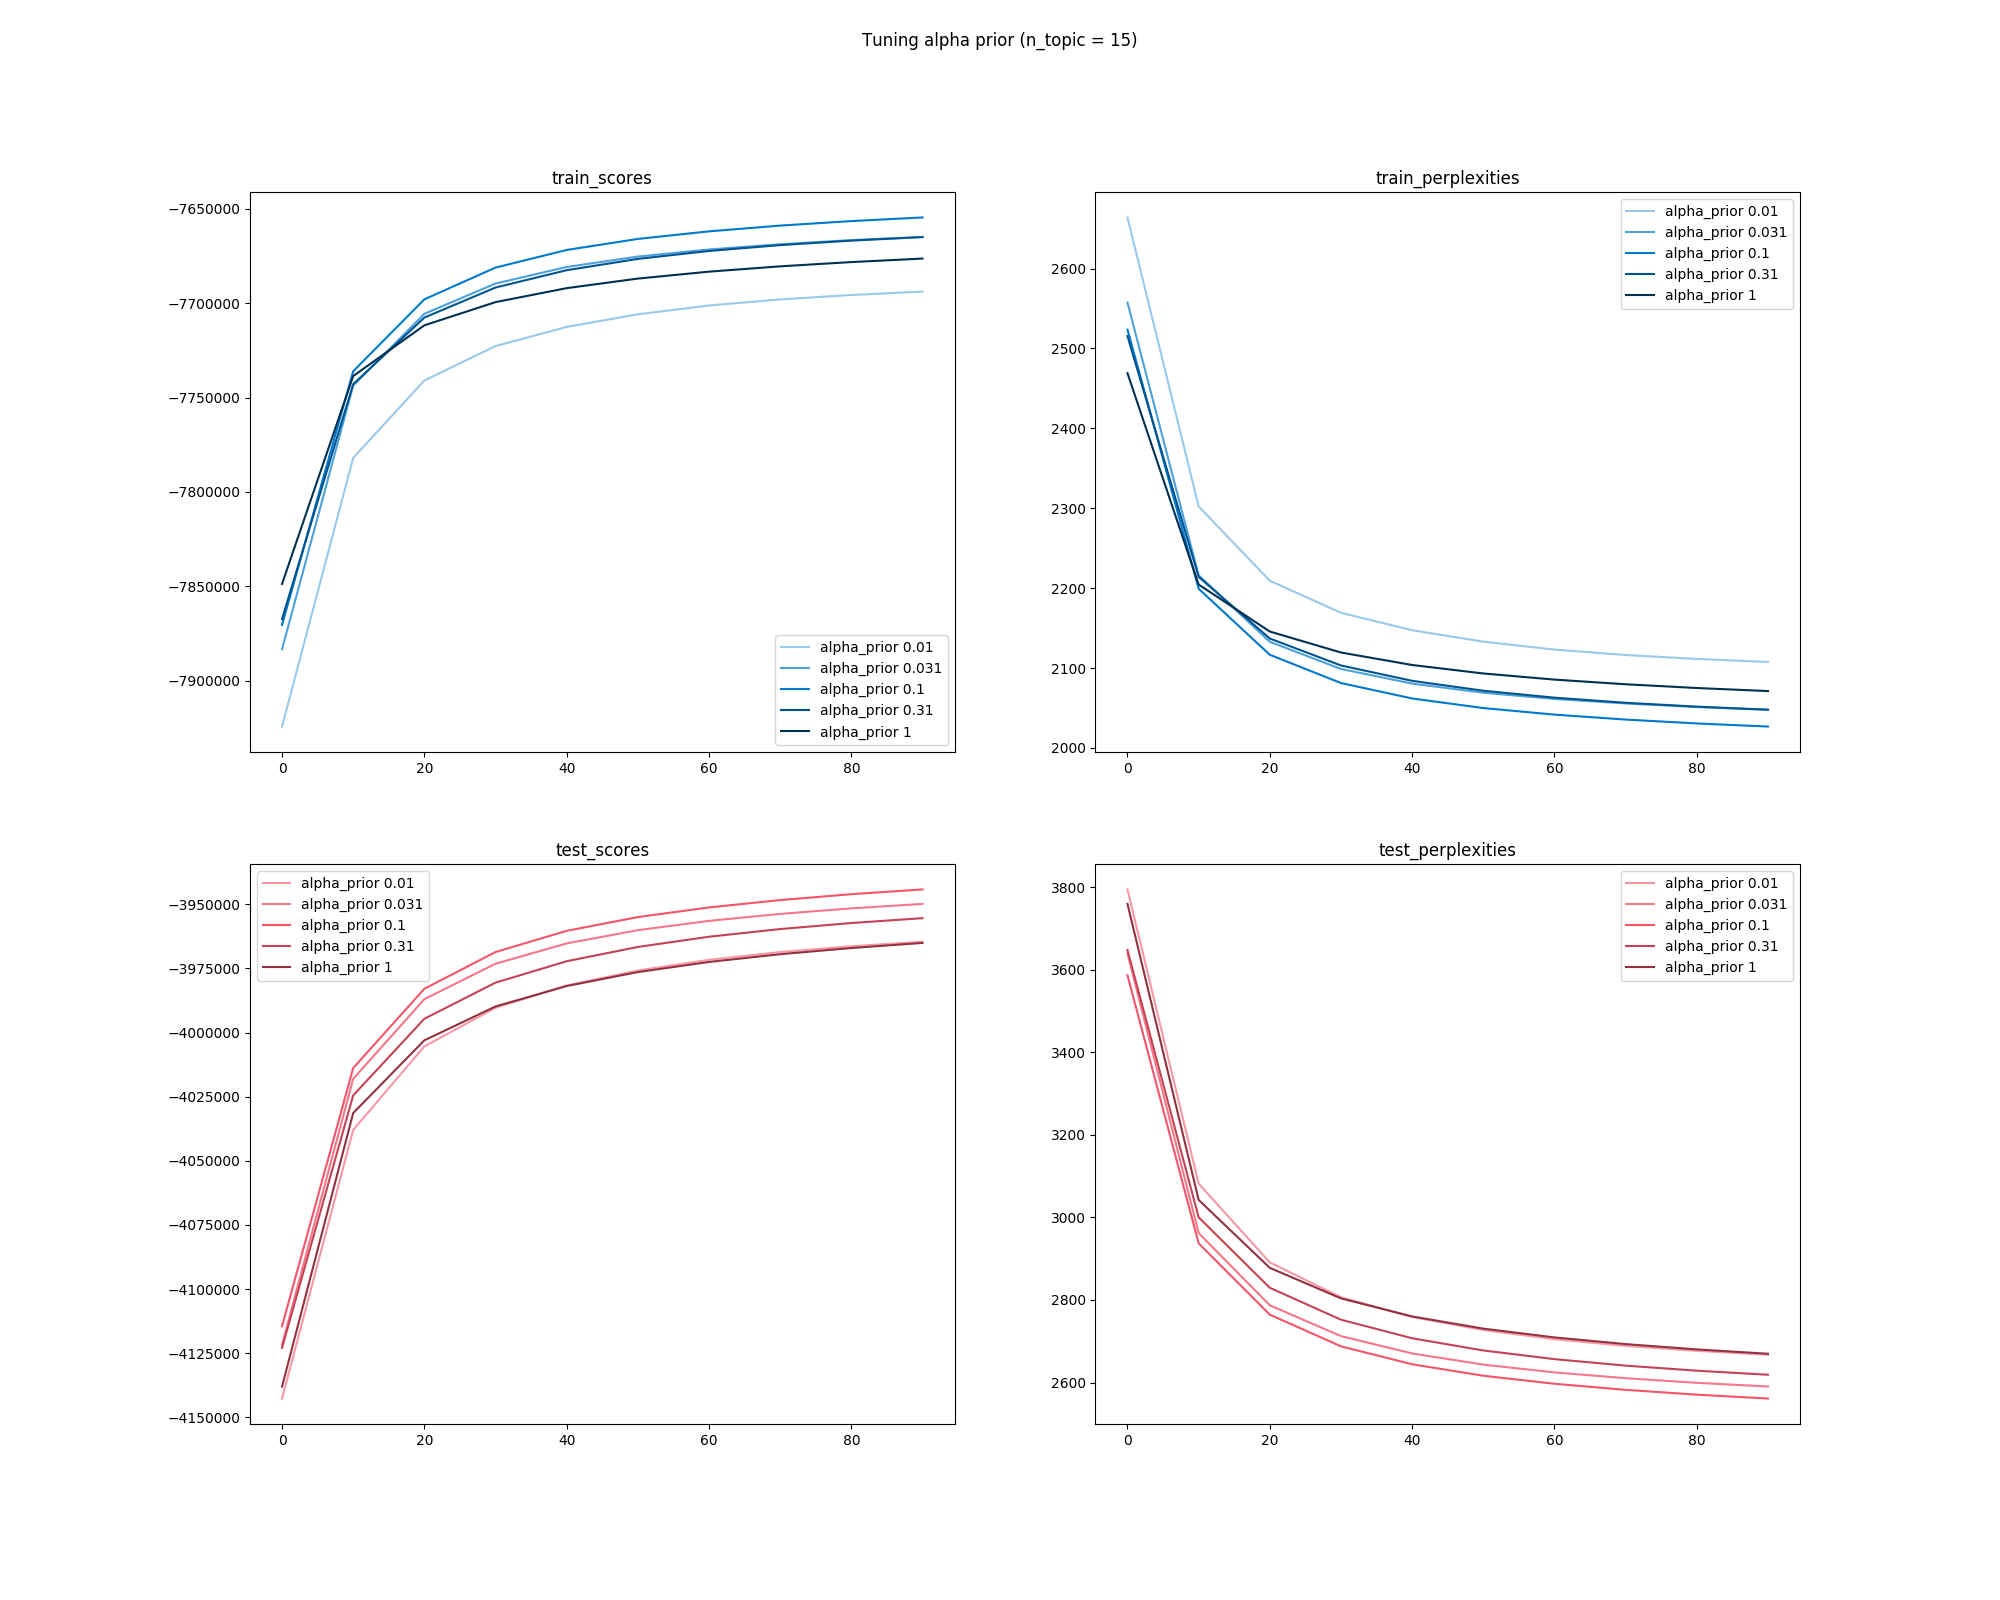 Tuning alpha prior (n_topic = 15)
train_scores
−7650000
−7700000
−7750000
−7800000
−7850000
−7900000
0 20 40 60 80
alpha_prior 0.01
alpha_prior 0.031
alpha_prior 0.1
alpha_prior 0.31
alpha_prior 1
train_perplexities
2600
2500
2400
2300
2200
2100
2000
0 20 40 60 80
alpha_prior 0.01
alpha_prior 0.031
alpha_prior 0.1
alpha_prior 0.31
alpha_prior 1
test_scores
−3950000
−3975000
−4000000
−4025000
−4050000
−4075000
−4100000
−4125000
−4150000
0 20 40 60 80
alpha_prior 0.01
alpha_prior 0.031
alpha_prior 0.1
alpha_prior 0.31
alpha_prior 1
test_perplexities
3800
3600
3400
3200
3000
2800
2600
0 20 40 60 80
alpha_prior 0.01
alpha_prior 0.031
alpha_prior 0.1
alpha_prior 0.31
alpha_prior 1